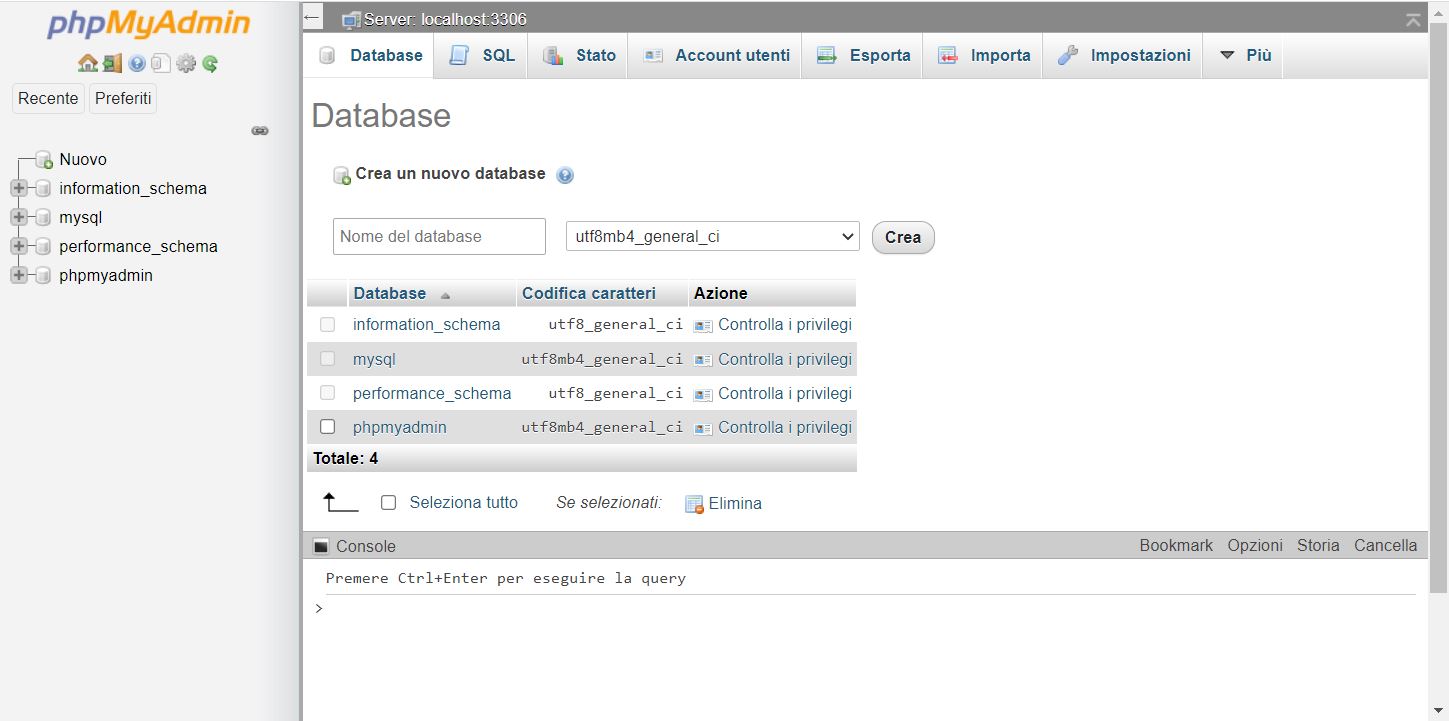 phpMyAdmin
Recente Preferiti
Nuovo
information_schema
mysql
performance_schema
phpmyadmin
Server: localhost:3306
Database SQL Stato Account utenti Esporta Importa Impostazioni Più
Database
Crea un nuovo database
Nome del database utf8mb4_general_ci Crea
Database Codifica caratteri Azione
information_schema utf8_general_ci Controlla i privilegi
mysql utf8mb4_general_ci Controlla i privilegi
performance_schema utf8_general_ci Controlla i privilegi
phpmyadmin utf8mb4_general_ci Controlla i privilegi
Totale: 4
Seleziona tutto Se selezionati: Elimina
Console Bookmark Opzioni Storia Cancella
Premere Ctrl+Enter per eseguire la query
>